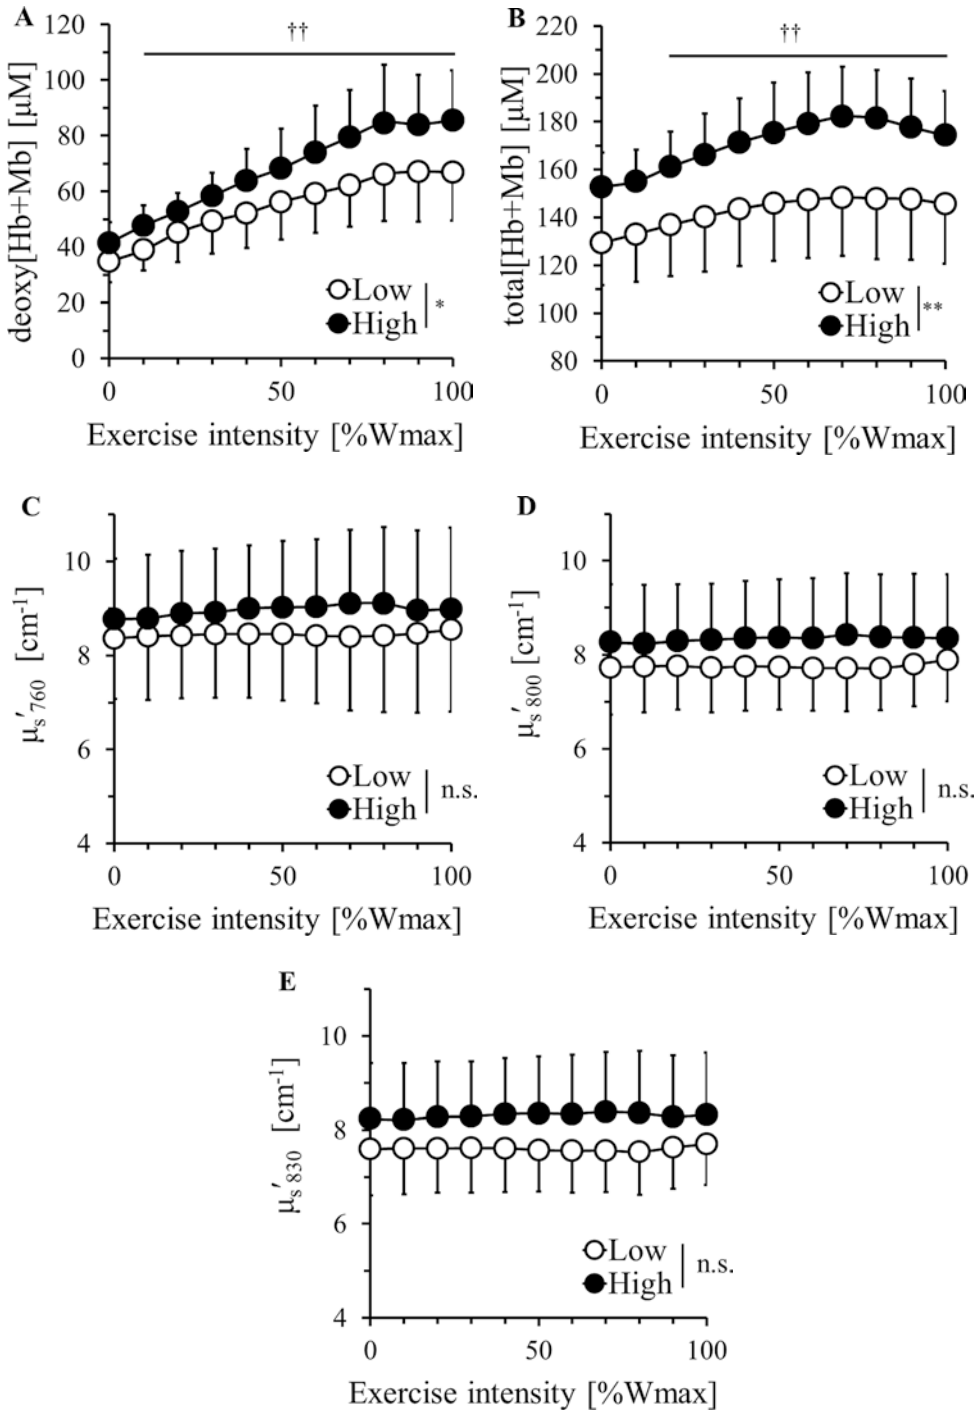 A
deoxy[Hb+Mb] [μM]
120
100
80
60
40
20
0
††
Low
High
*
0 50 100
Exercise intensity [%Wmax]
B
total[Hb+Mb] [μM]
220
200
180
160
140
120
100
80
††
Low
High
**
0 50 100
Exercise intensity [%Wmax]
C
μs′760 [cm-1]
10
8
6
4
Low
High
n.s.
0 50 100
Exercise intensity [%Wmax]
D
μs′800 [cm-1]
10
8
6
4
Low
High
n.s.
0 50 100
Exercise intensity [%Wmax]
E
μs′830 [cm-1]
10
8
6
4
Low
High
n.s.
0 50 100
Exercise intensity [%Wmax]